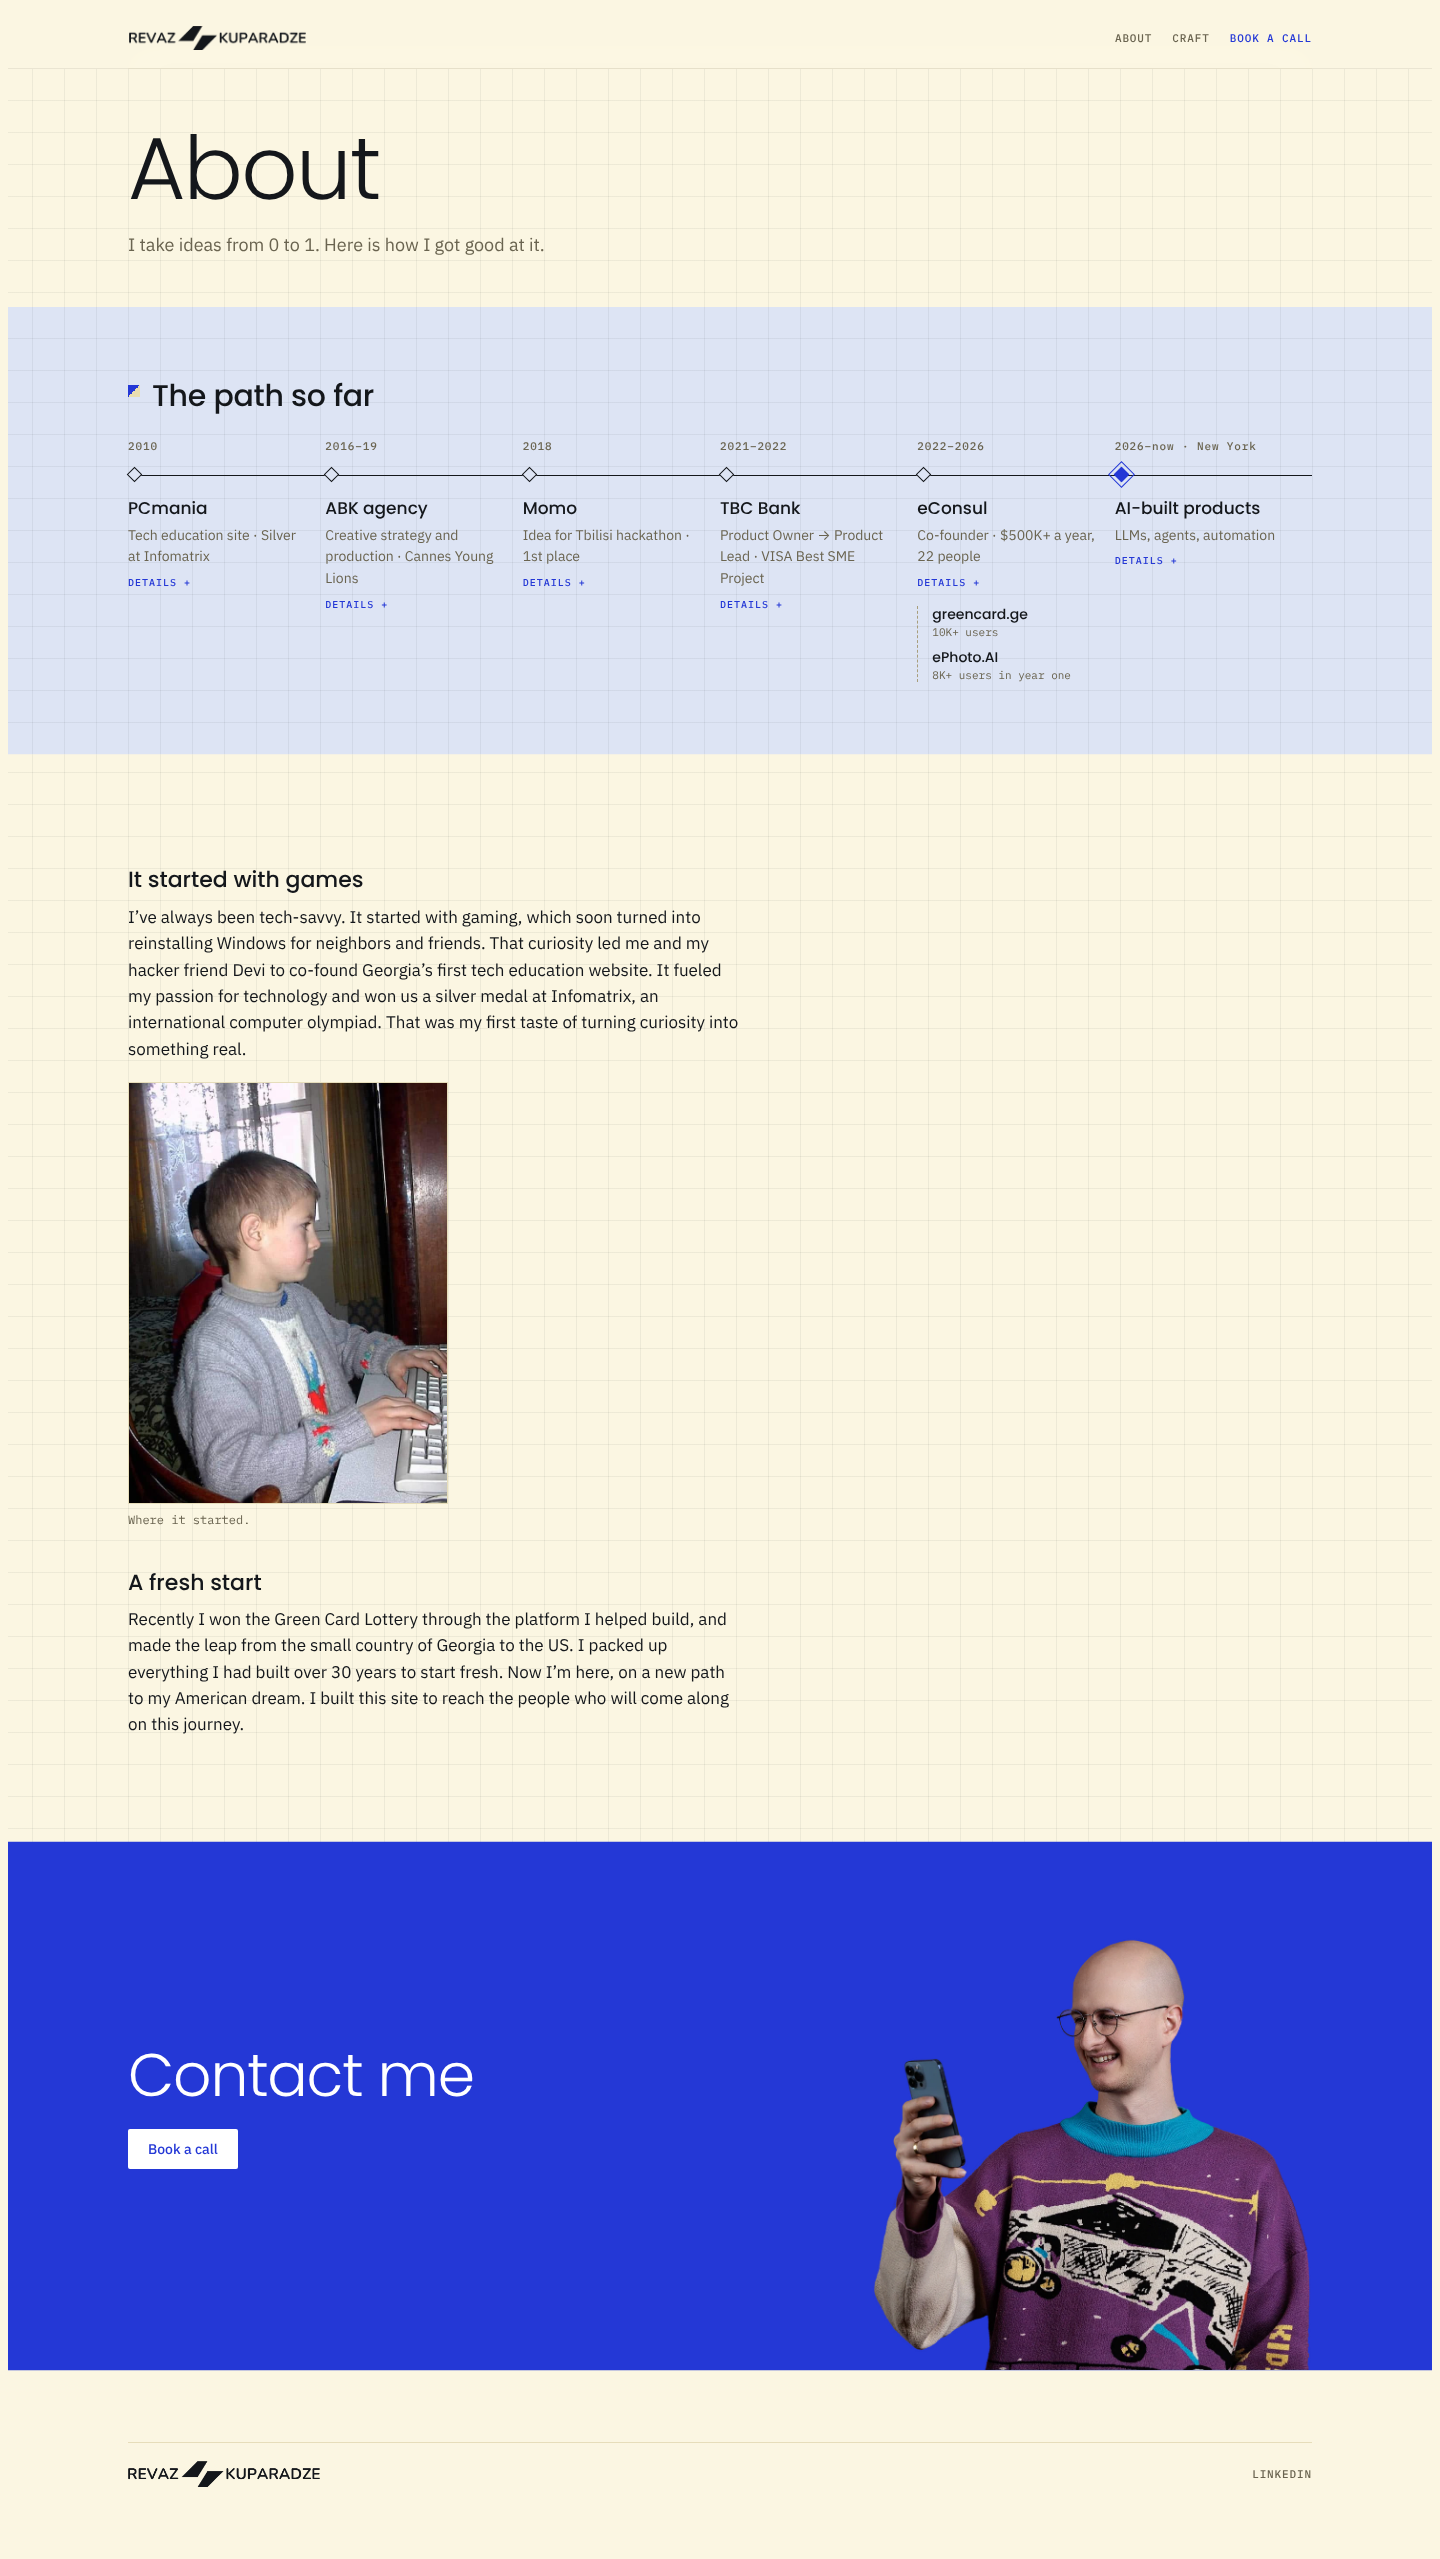 REVAZ KUPARADZE
ABOUT CRAFT BOOK A CALL
About
I take ideas from 0 to 1. Here is how I got good at it.
The path so far
2010
PCmania
Tech education site · Silver
at Infomatrix
DETAILS +
2016–19
ABK agency
Creative strategy and
production · Cannes Young
Lions
DETAILS +
2018
Momo
Idea for Tbilisi hackathon ·
1st place
DETAILS +
2021–2022
TBC Bank
Product Owner → Product
Lead · VISA Best SME
Project
DETAILS +
2022–2026
eConsul
Co-founder · $500K+ a year,
22 people
DETAILS +
greencard.ge
10K+ users
ePhoto.AI
8K+ users in year one
2026–now · New York
AI-built products
LLMs, agents, automation
DETAILS +
It started with games
I’ve always been tech-savvy. It started with gaming, which soon turned into
reinstalling Windows for neighbors and friends. That curiosity led me and my
hacker friend Devi to co-found Georgia’s first tech education website. It fueled
my passion for technology and won us a silver medal at Infomatrix, an
international computer olympiad. That was my first taste of turning curiosity into
something real.
Where it started.
A fresh start
Recently I won the Green Card Lottery through the platform I helped build, and
made the leap from the small country of Georgia to the US. I packed up
everything I had built over 30 years to start fresh. Now I’m here, on a new path
to my American dream. I built this site to reach the people who will come along
on this journey.
Contact me
Book a call
KID
REVAZ KUPARADZE
LINKEDIN